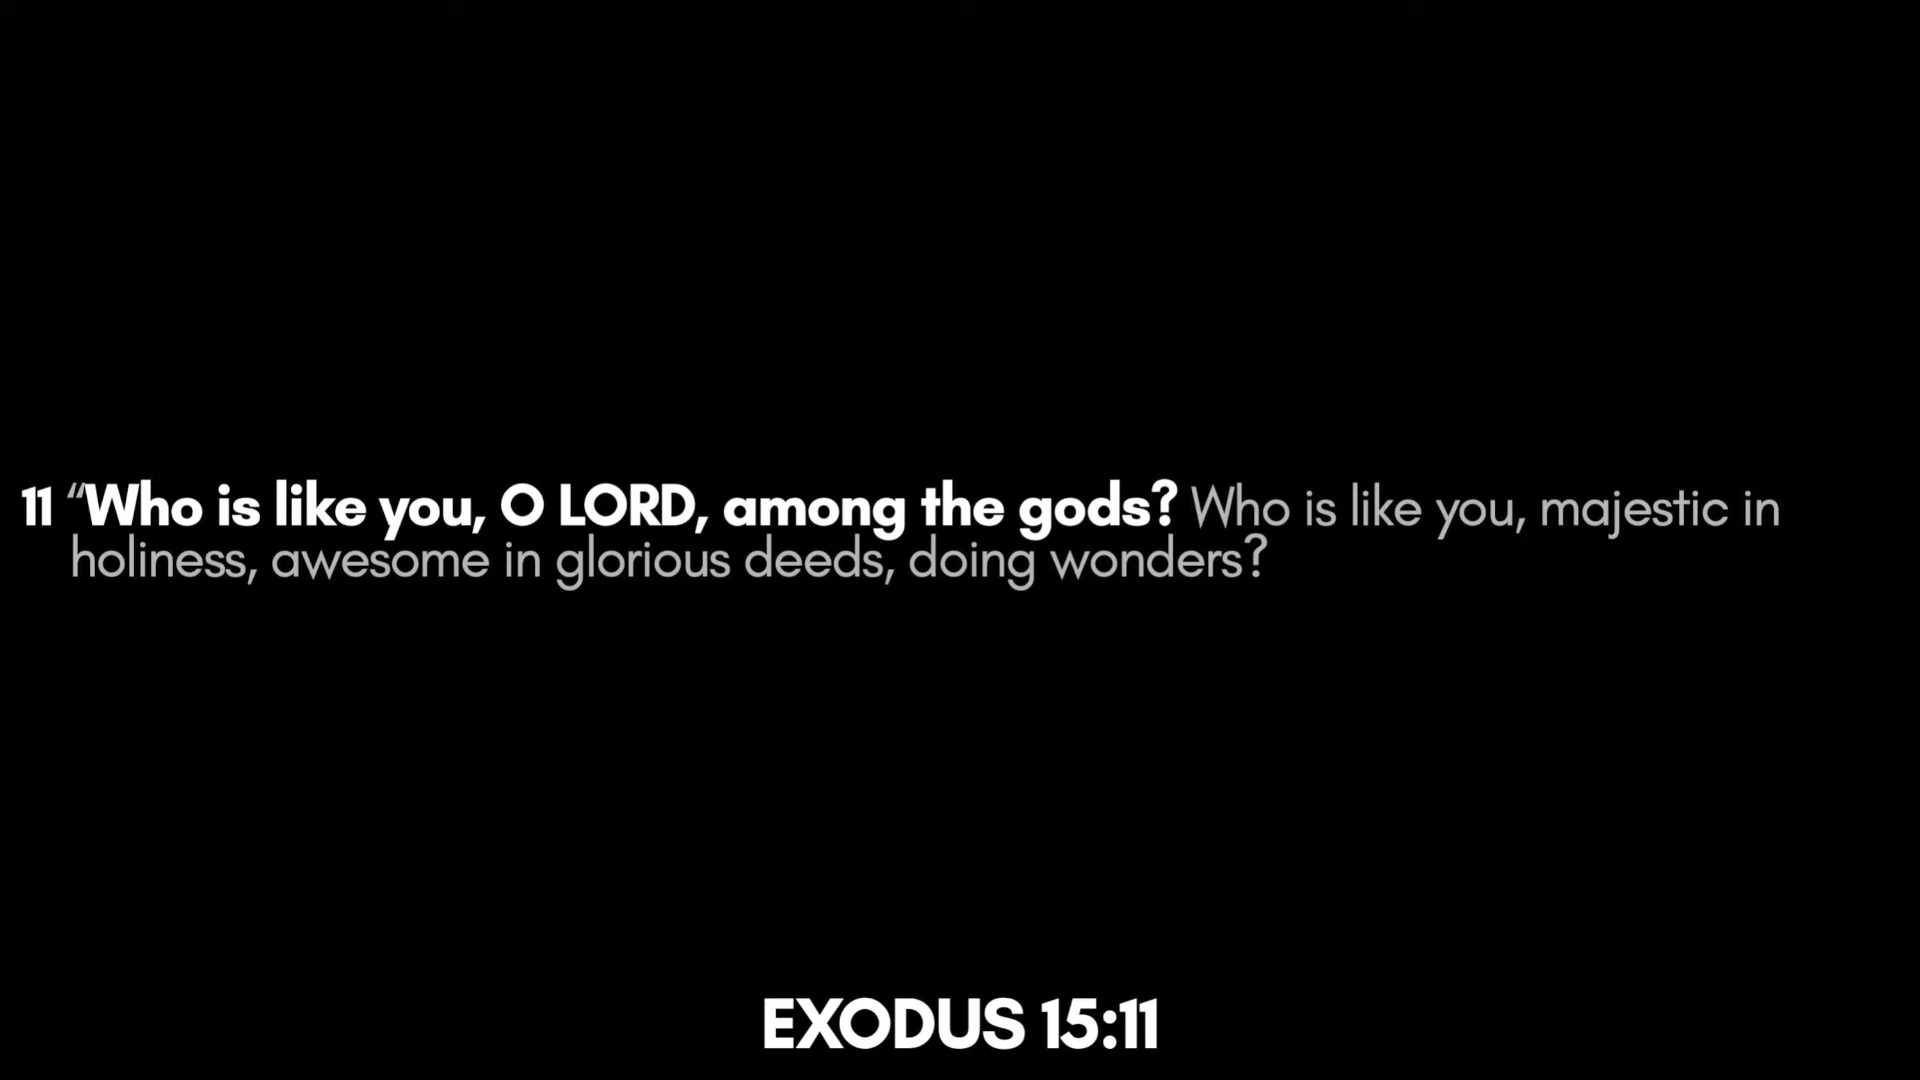 11 “Who is like you, O LORD, among the gods? Who is like you, majestic in
holiness, awesome in glorious deeds, doing wonders?
EXODUS 15:11